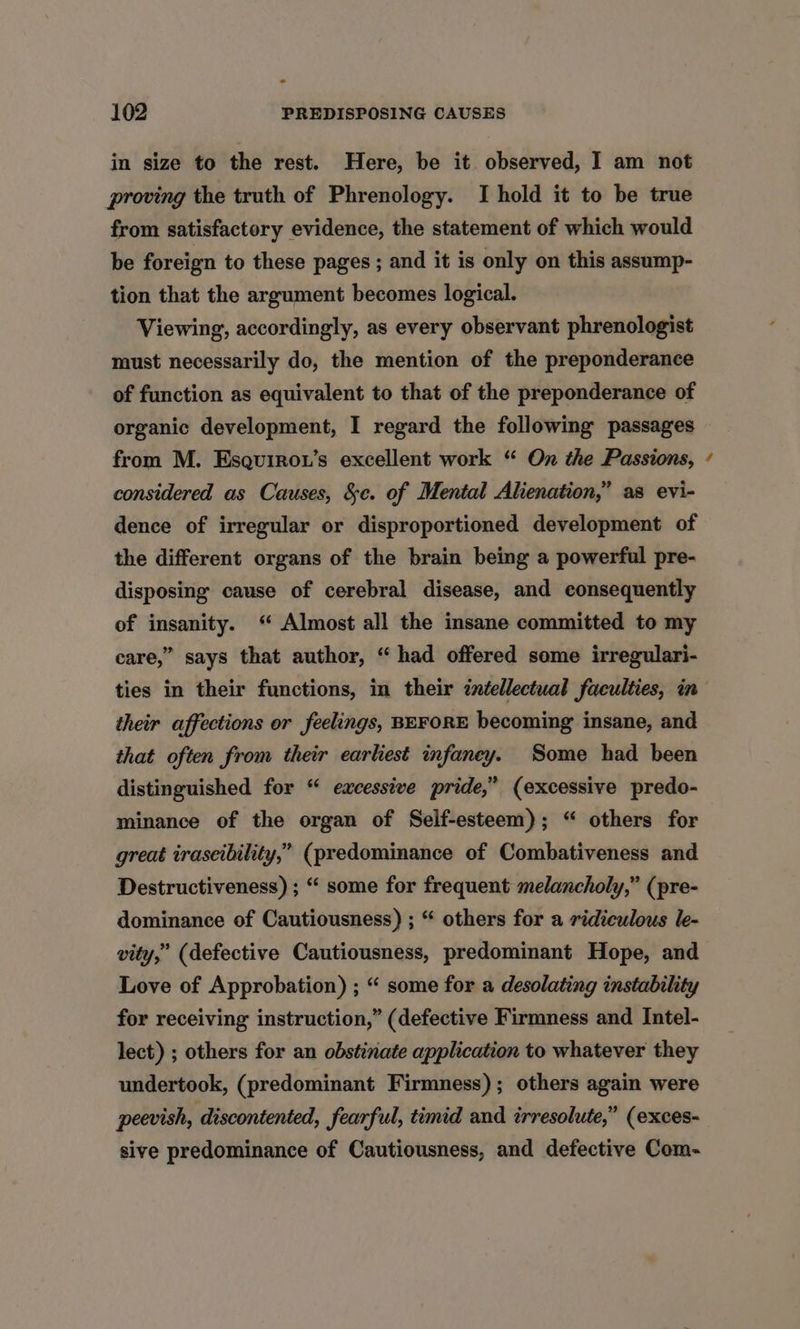 102 PREDISPOSING CAUSES
in size to the rest. Here, be it observed, I am not
proving the truth of Phrenology. I hold it to be true
from satisfactory evidence, the statement of which would
be foreign to these pages; and it is only on this assump-
tion that the argument becomes logical.
Viewing, accordingly, as every observant phrenologist
must necessarily do, the mention of the preponderance
of function as equivalent to that of the preponderance of
organic development, I regard the following passages
from M. Esquirol’s excellent work “ On the Passions,
considered as Causes, &c. of Mental Alienation,” as evi-
dence of irregular or disproportioned development of
the different organs of the brain being a powerful pre-
disposing cause of cerebral disease, and consequently
of insanity. “ Almost all the insane committed to my
care,” says that author, “ had offered some irregulari-
ties in their functions, in their intellectual faculties, in
their affections or feelings, BEFORE becoming insane, and
that often from their earliest infancy. Some had been
distinguished for “ excessive pride,” (excessive predo-
minance of the organ of Self-esteem); “ others for
great irascibility,” (predominance of Combativeness and
Destructiveness); “ some for frequent melancholy,” (pre-
dominance of Cautiousness); “ others for a ridiculous le-
vity,” (defective Cautiousness, predominant Hope, and
Love of Approbation); “ some for a desolating instability
for receiving instruction,” (defective Firmness and Intel-
lect); others for an obstinate application to whatever they
undertook, (predominant Firmness); others again were
peevish, discontented, fearful, timid and irresolute,” (exces-
sive predominance of Cautiousness, and defective Com-